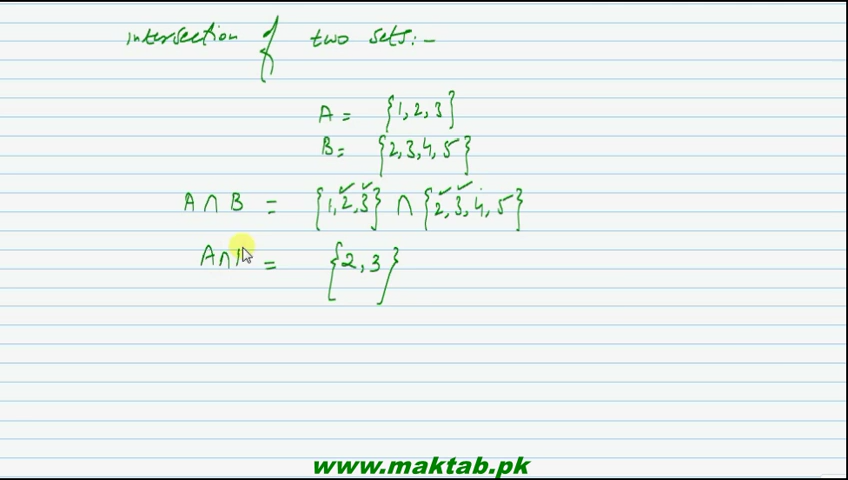 intersection of two sets:-
A = {1, 2, 3}
B = {2, 3, 4, 5}
A ∩ B = {1, 2, 3} ∩ {2, 3, 4, 5}
A ∩ = {2, 3}
www.maktab.pk